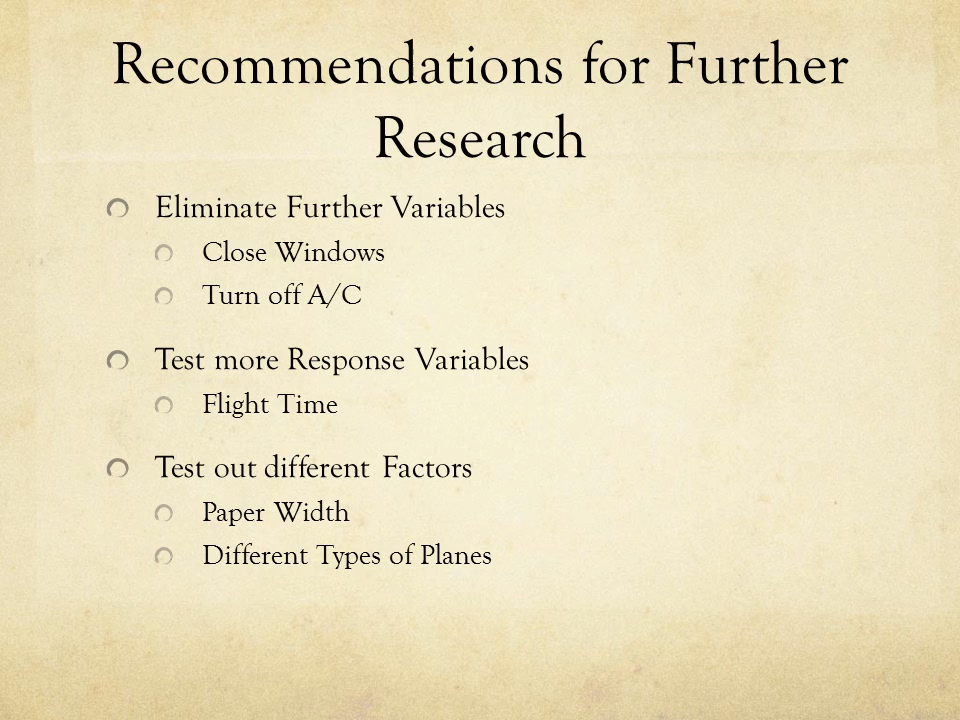 Recommendations for Further
Research
Eliminate Further Variables
Close Windows
Turn off A/C
Test more Response Variables
Flight Time
Test out different Factors
Paper Width
Different Types of Planes